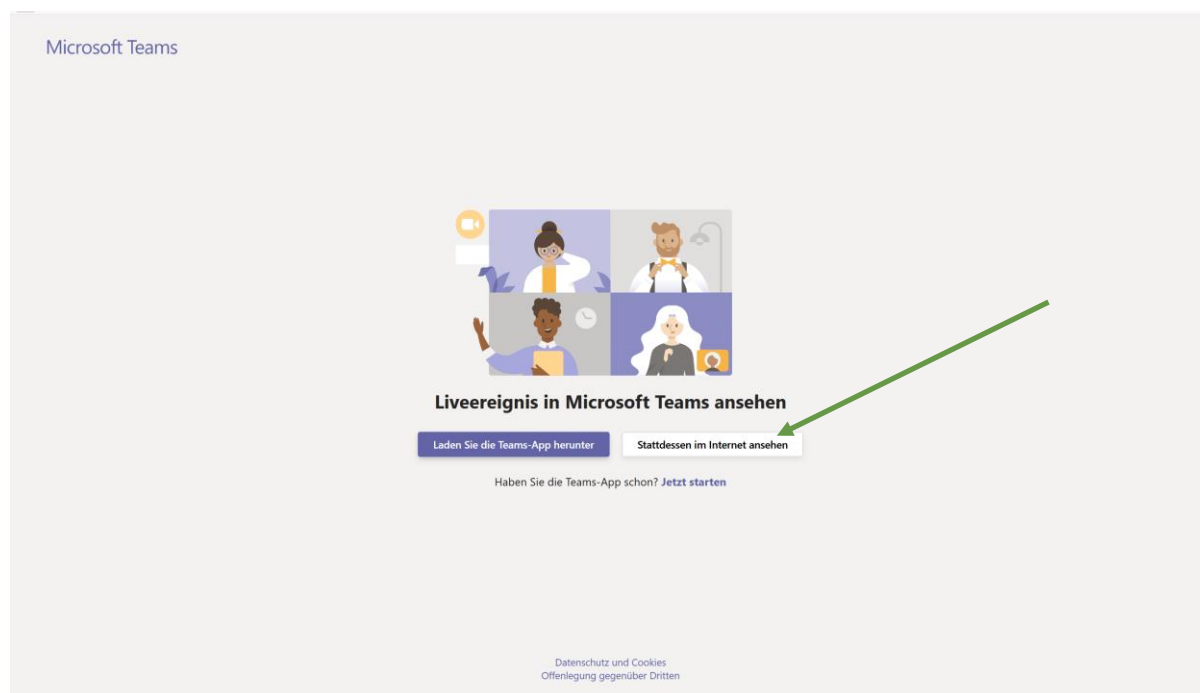 Microsoft Teams
Liveereignis in Microsoft Teams ansehen
Laden Sie die Teams-App herunter
Stattdessen im Internet ansehen
Haben Sie die Teams-App schon? Jetzt starten
Datenschutz und Cookies
Offenlegung gegenüber Dritten